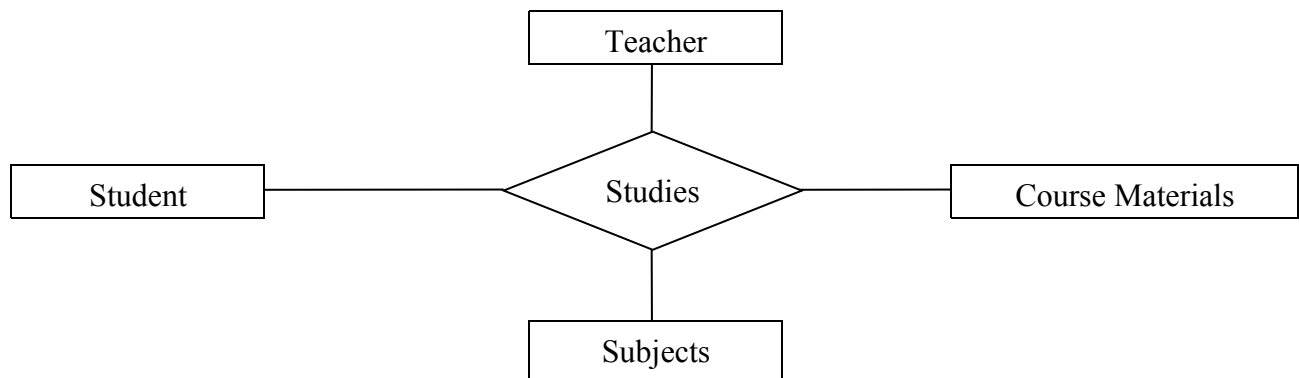 Teacher
Student
Studies
Course Materials
Subjects